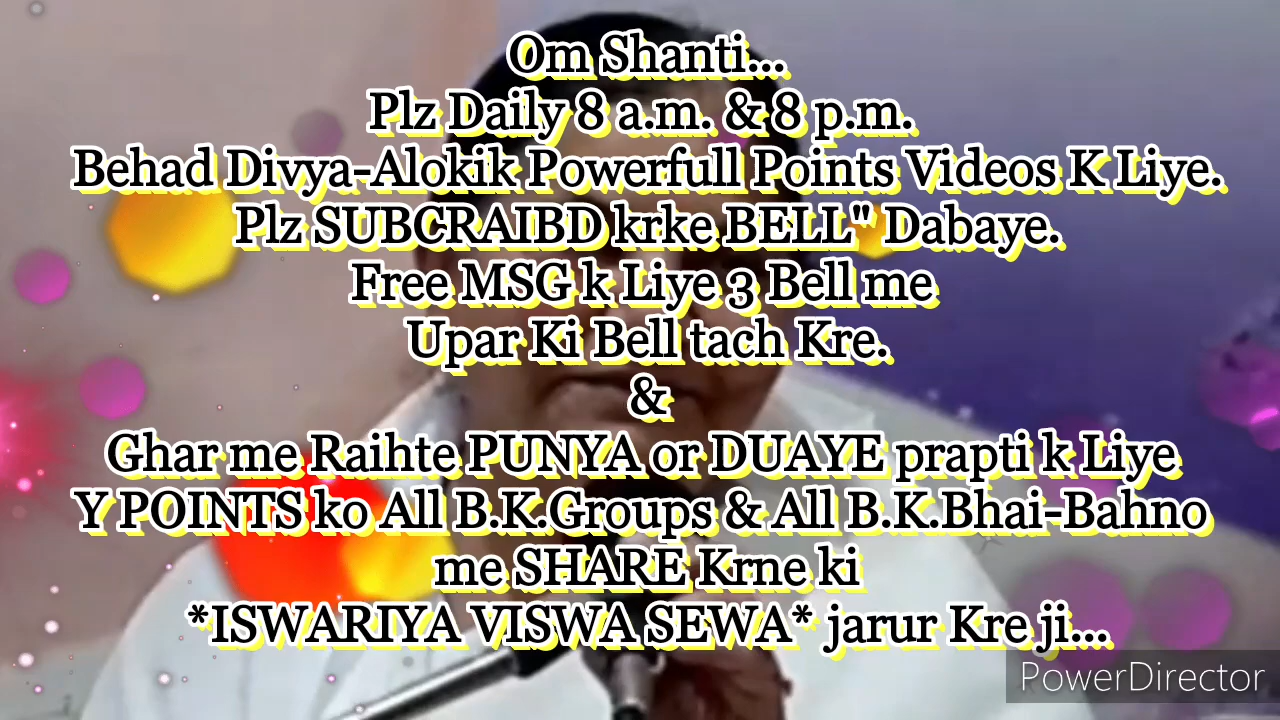 Om Shanti...
Plz Daily 8 a.m. & 8 p.m.
Behad Divya-Alokik Powerfull Points Videos K Liye.
Plz SUBCRAIBD krke BELL" Dabaye.
Free MSG k Liye 3 Bell me
Upar Ki Bell tach Kre.
&
Ghar me Raihte PUNYA or DUAYE prapti k Liye
Y POINTS ko All B.K.Groups & All B.K.Bhai-Bahno
me SHARE Krne ki
*ISWARIYA VISWA SEWA* jarur Kre ji...
PowerDirector